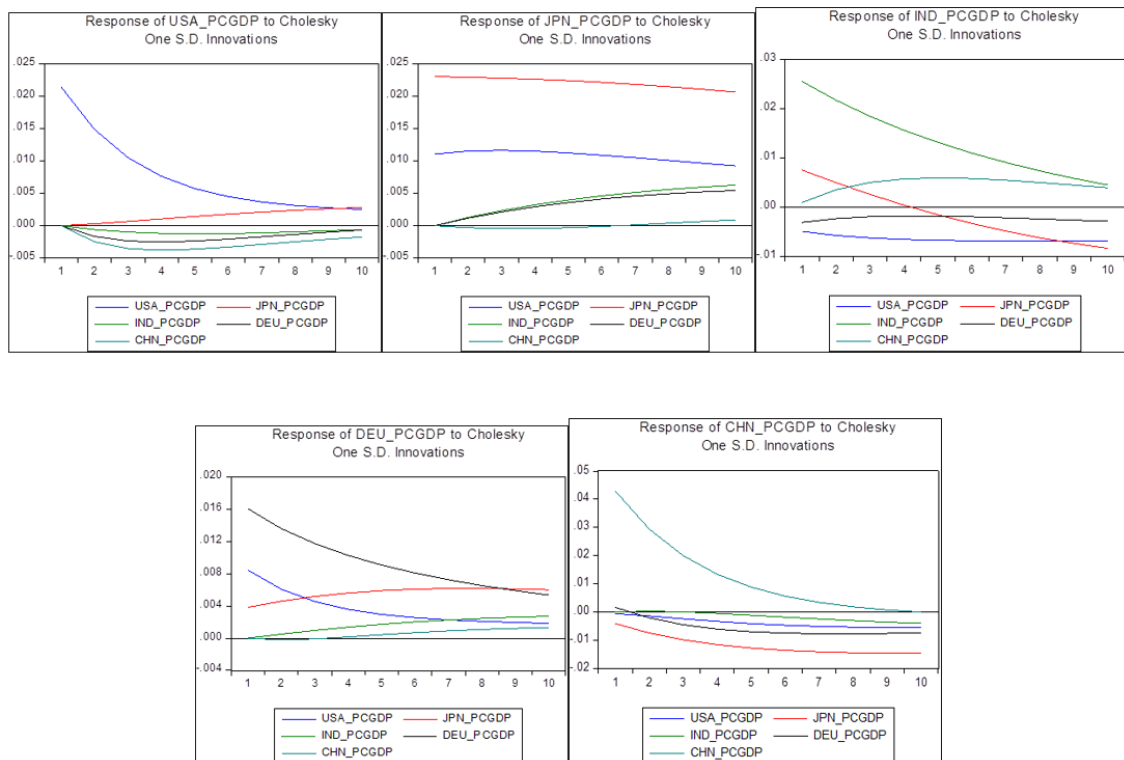 Response of USA_PCGDP to Cholesky
One S.D. Innovations
.025
.020
.015
.010
.005
.000
-.005
1 2 3 4 5 6 7 8 9 10
USA_PCGDP JPN_PCGDP
IND_PCGDP DEU_PCGDP
CHN_PCGDP
Response of JPN_PCGDP to Cholesky
One S.D. Innovations
.025
.020
.015
.010
.005
.000
-.005
1 2 3 4 5 6 7 8 9 10
USA_PCGDP JPN_PCGDP
IND_PCGDP DEU_PCGDP
CHN_PCGDP
Response of IND_PCGDP to Cholesky
One S.D. Innovations
.03
.02
.01
.00
-.01
1 2 3 4 5 6 7 8 9 10
USA_PCGDP JPN_PCGDP
IND_PCGDP DEU_PCGDP
CHN_PCGDP
Response of DEU_PCGDP to Cholesky
One S.D. Innovations
.020
.016
.012
.008
.004
.000
-.004
1 2 3 4 5 6 7 8 9 10
USA_PCGDP JPN_PCGDP
IND_PCGDP DEU_PCGDP
CHN_PCGDP
Response of CHN_PCGDP to Cholesky
One S.D. Innovations
.05
.04
.03
.02
.01
.00
-.01
-.02
1 2 3 4 5 6 7 8 9 10
USA_PCGDP JPN_PCGDP
IND_PCGDP DEU_PCGDP
CHN_PCGDP